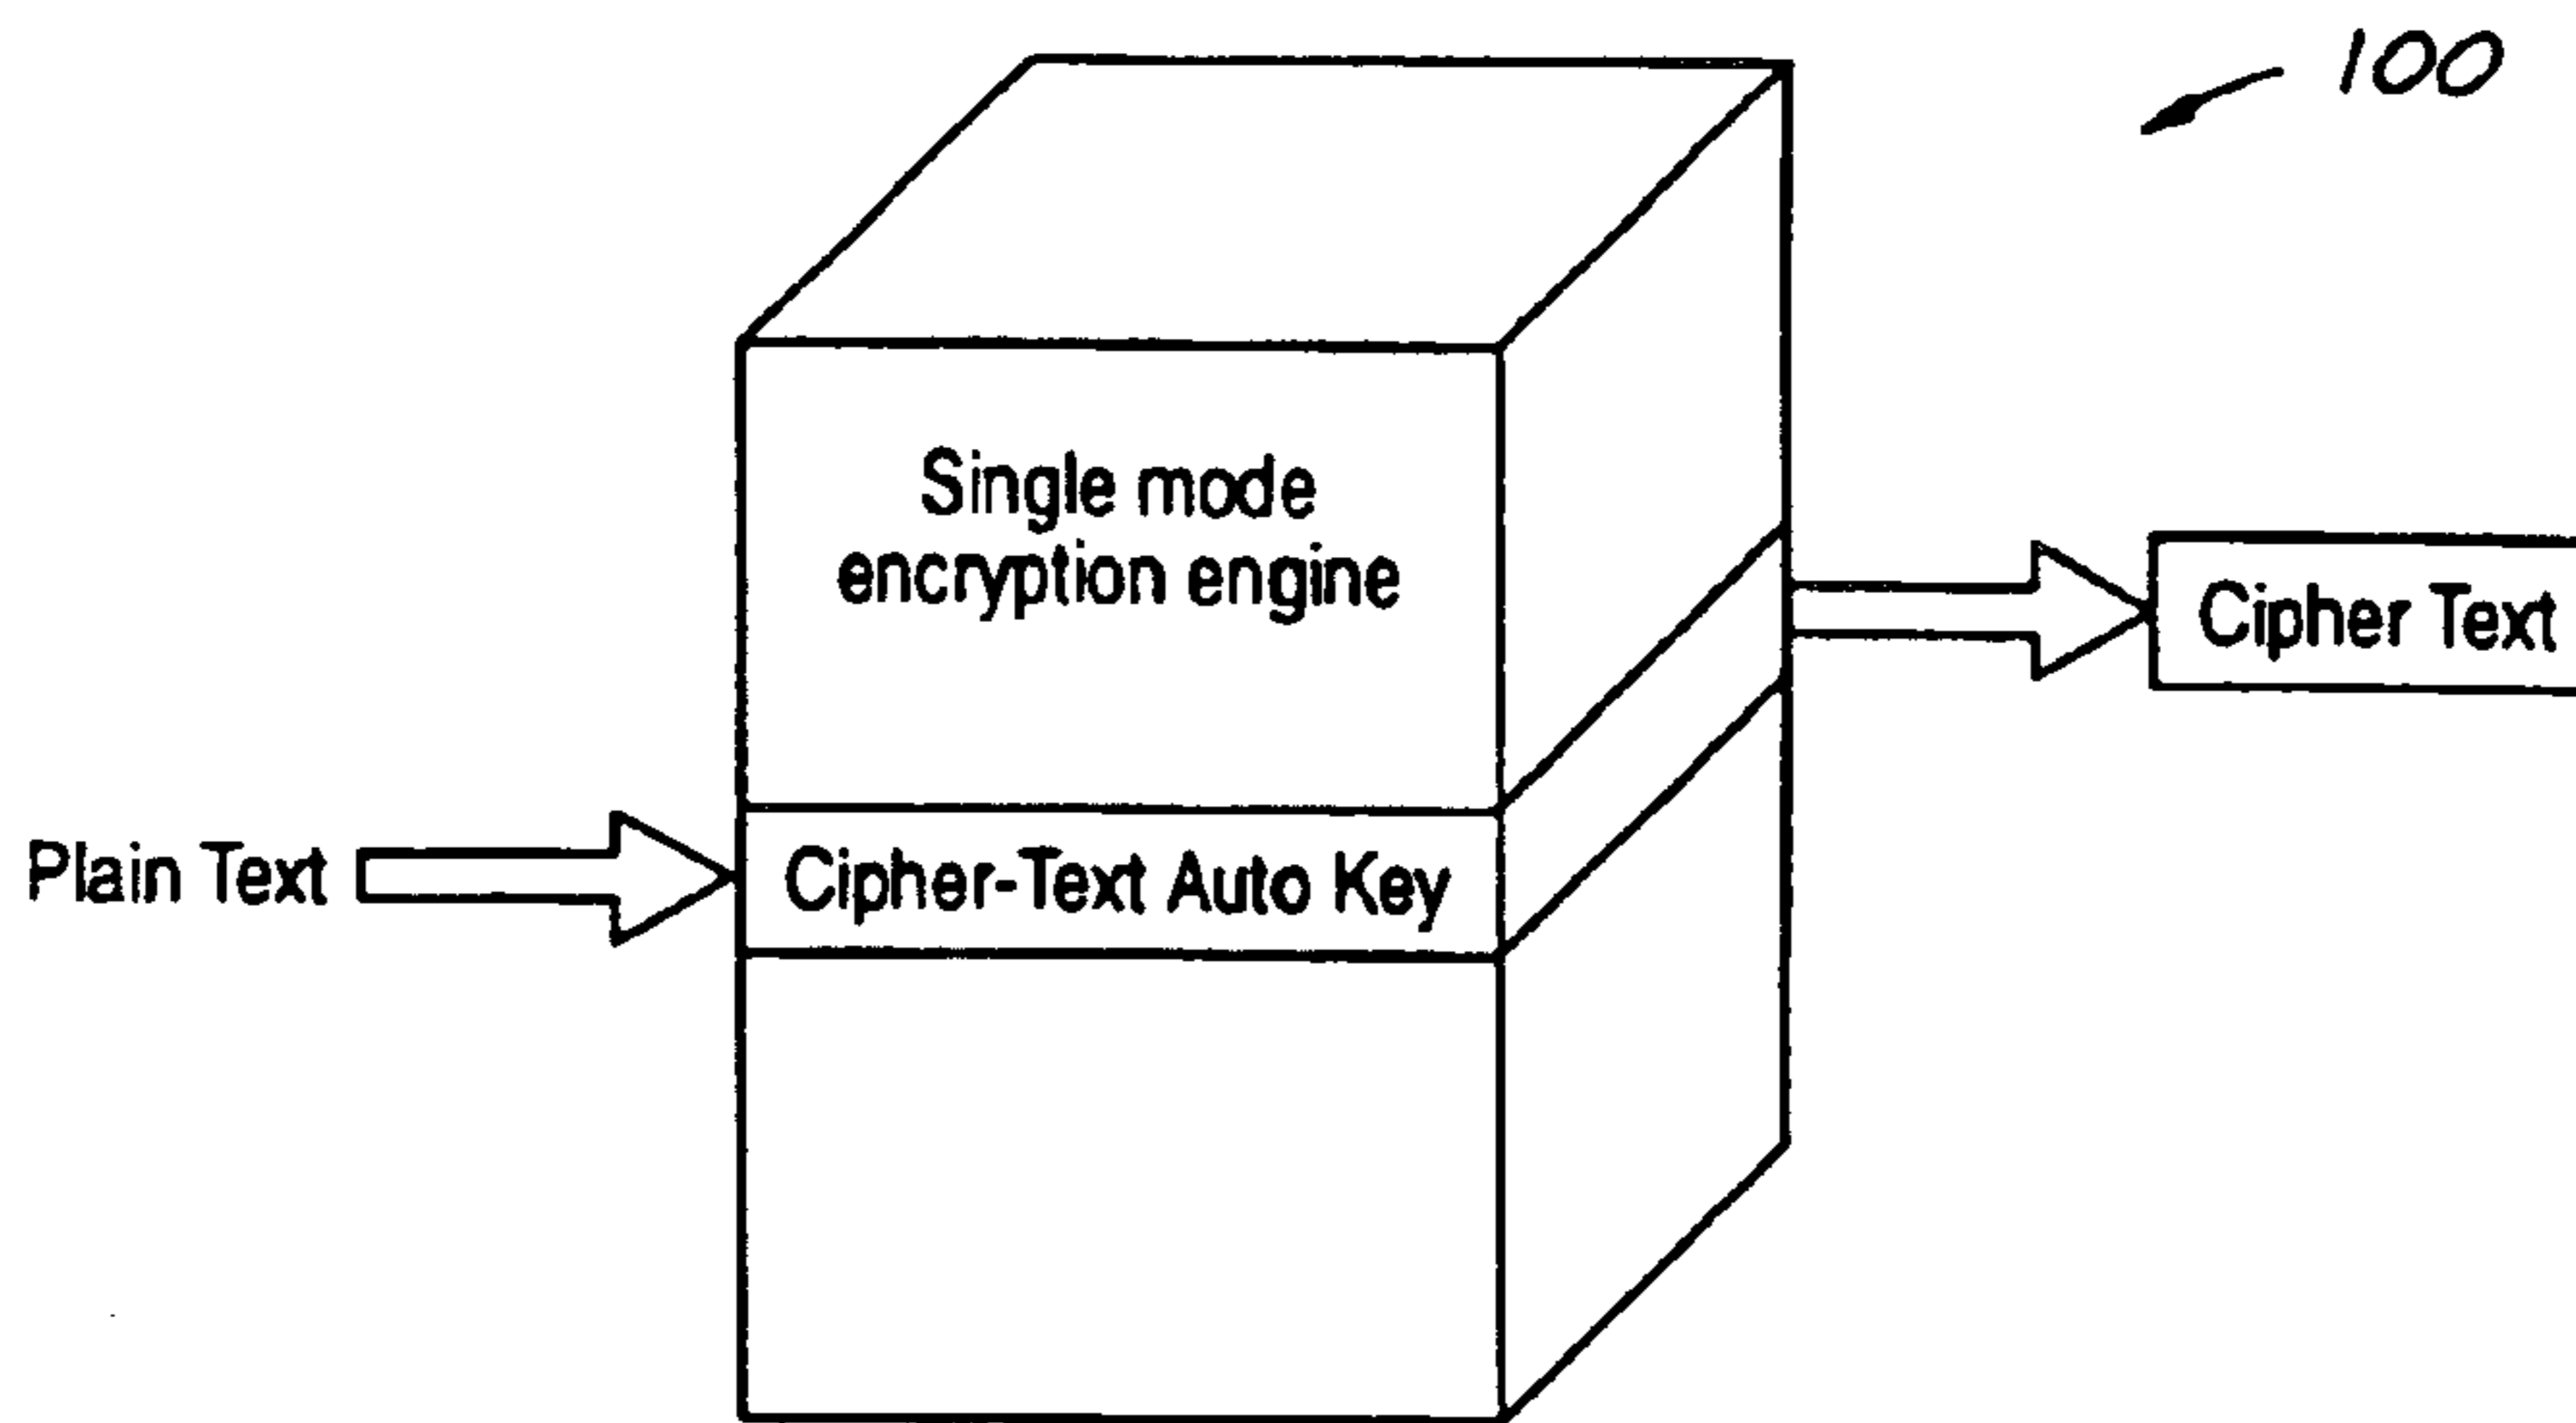 100
Single mode
encryption engine
Cipher Text
Plain Text
Cipher-Text Auto Key